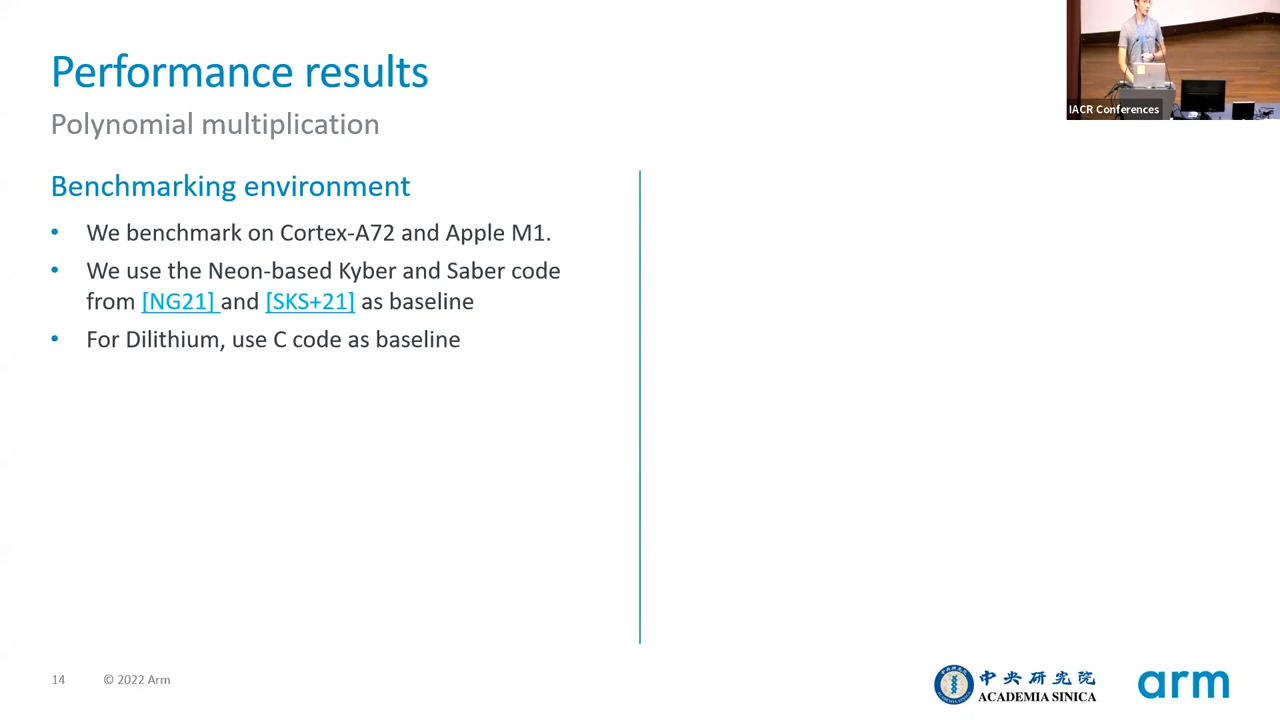 Performance results
Polynomial multiplication
IACR Conferences
Benchmarking environment
• We benchmark on Cortex-A72 and Apple M1.
• We use the Neon-based Kyber and Saber code
from [NG21] and [SKS+21] as baseline
• For Dilithium, use C code as baseline
14 © 2022 Arm
中央研究院
ACADEMIA SINICA
arm